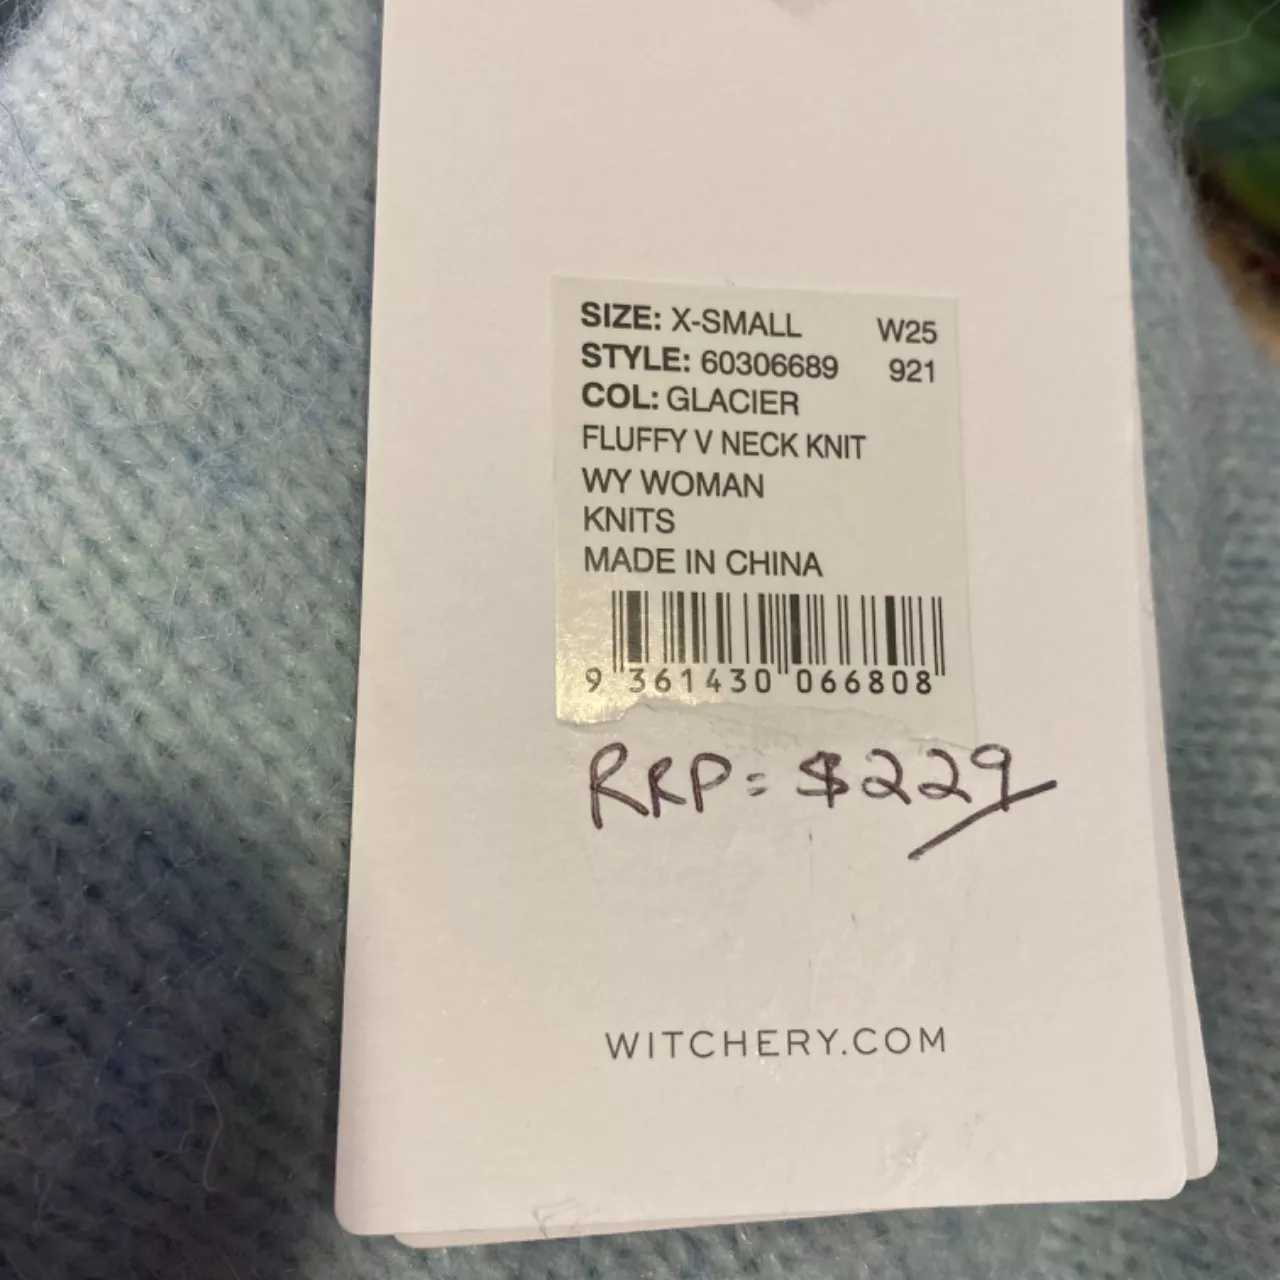 SIZE: X-SMALL W25
STYLE: 60306689 921
COL: GLACIER
FLUFFY V NECK KNIT
WY WOMAN
KNITS
MADE IN CHINA
9 361430 066808
RRP: $229
WITCHERY.COM